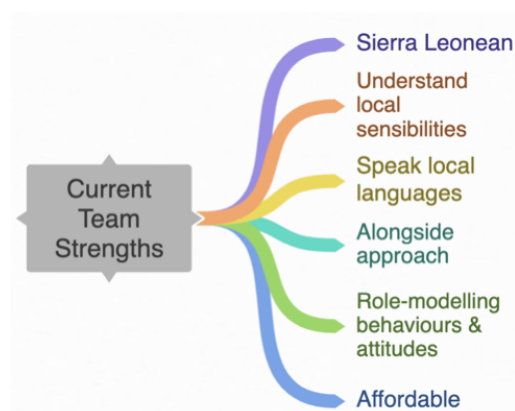 Current
Team
Strengths
Sierra Leonean
Understand
local
sensibilities
Speak local
languages
Alongside
approach
Role-modelling
behaviours &
attitudes
Affordable